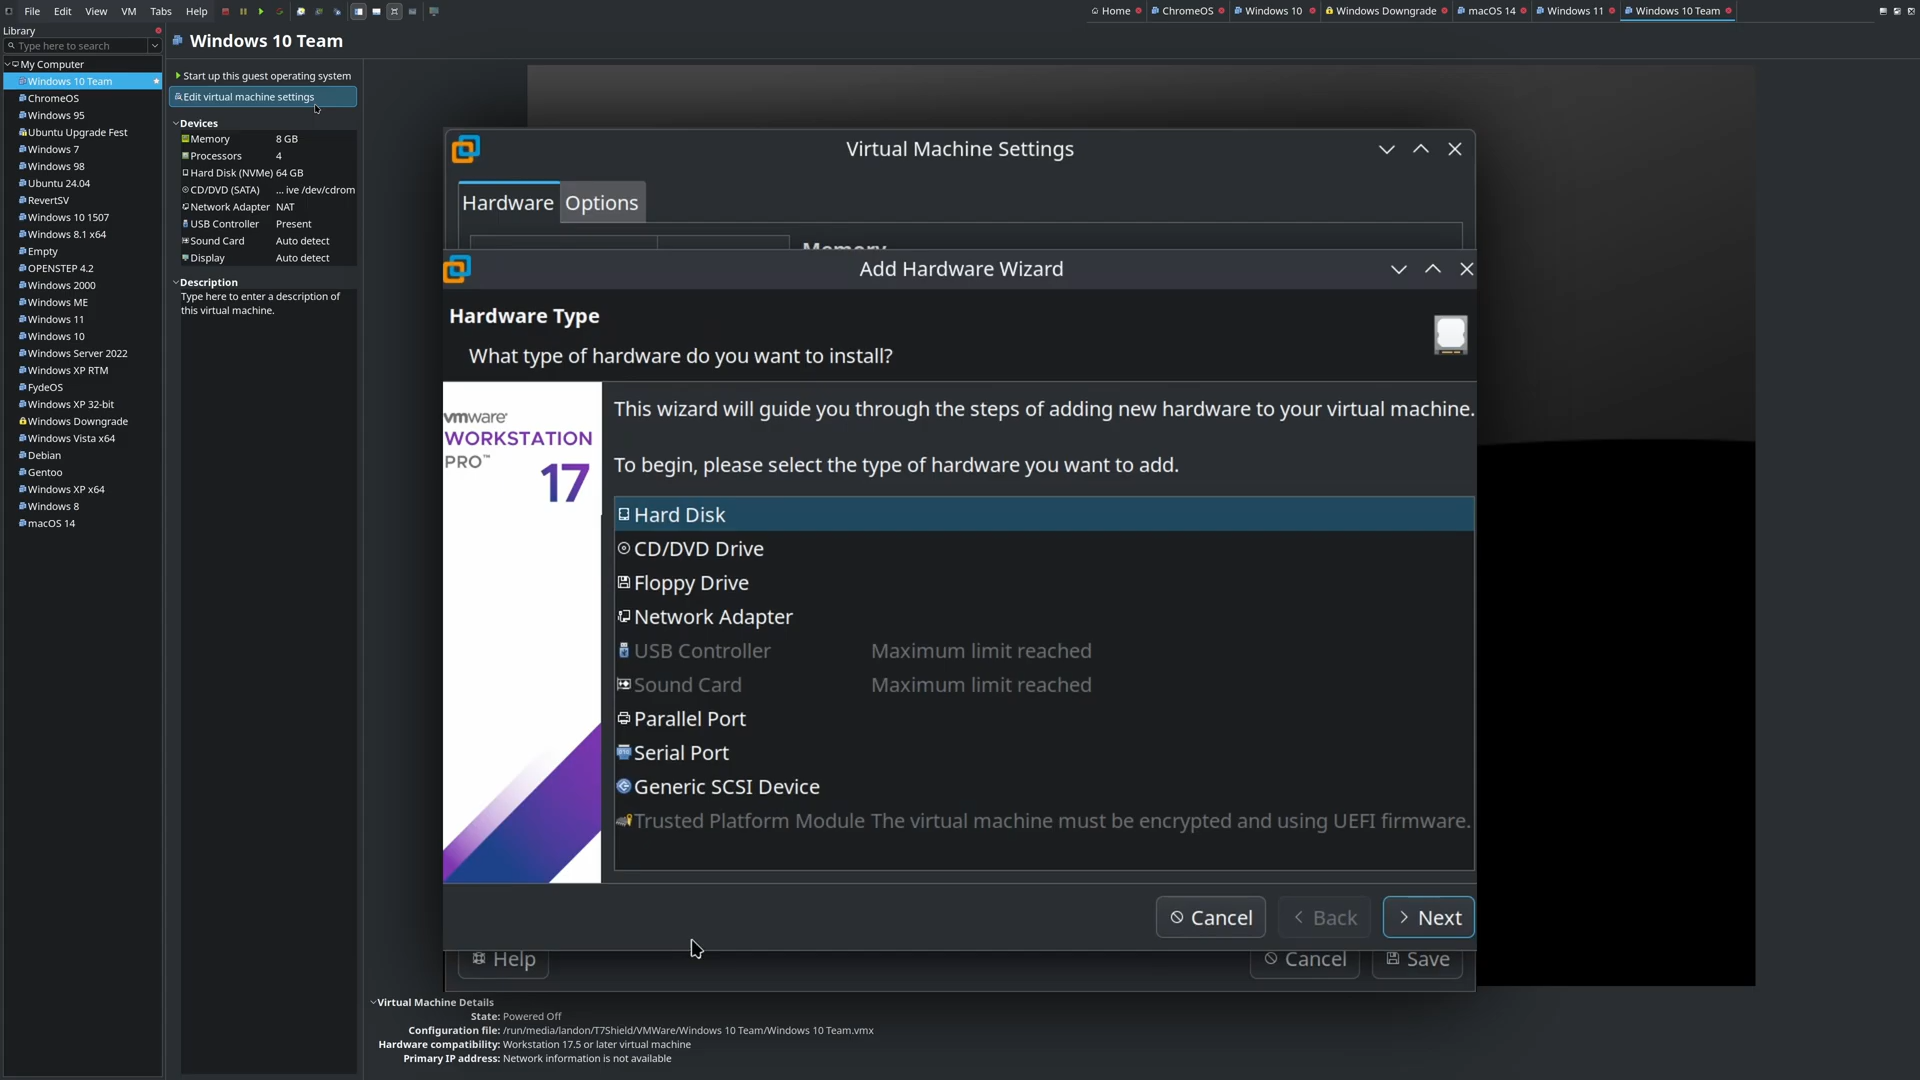 File Edit View VM Tabs Help
Home ChromeOS Windows 10 Windows Downgrade macOS 14 Windows 11 Windows 10 Team
Library
Type here to search
My Computer
Windows 10 Team
ChromeOS
Windows 95
Ubuntu Upgrade Fest
Windows 7
Windows 98
Ubuntu 24.04
RevertSV
Windows 10 1507
Windows 8.1 x64
Empty
OPENSTEP 4.2
Windows 2000
Windows ME
Windows 11
Windows 10
Windows Server 2022
Windows XP RTM
FydeOS
Windows XP 32-bit
Windows Downgrade
Windows Vista x64
Debian
Gentoo
Windows XP x64
Windows 8
macOS 14
Windows 10 Team
Start up this guest operating system
Edit virtual machine settings
Devices
Memory 8 GB
Processors 4
Hard Disk (NVMe) 64 GB
CD/DVD (SATA) ... ive /dev/cdrom
Network Adapter NAT
USB Controller Present
Sound Card Auto detect
Display Auto detect
Description
Type here to enter a description of
this virtual machine.
Virtual Machine Settings
Hardware Options
Memory
Add Hardware Wizard
Hardware Type
What type of hardware do you want to install?
vmware
WORKSTATION
PRO™
17
This wizard will guide you through the steps of adding new hardware to your virtual machine.
To begin, please select the type of hardware you want to add.
Hard Disk
CD/DVD Drive
Floppy Drive
Network Adapter
USB Controller Maximum limit reached
Sound Card Maximum limit reached
Parallel Port
Serial Port
Generic SCSI Device
Trusted Platform Module The virtual machine must be encrypted and using UEFI firmware.
Cancel Back Next
Help Cancel Save
Virtual Machine Details
State: Powered Off
Configuration file: /run/media/landon/T7Shield/VMWare/Windows 10 Team/Windows 10 Team.vmx
Hardware compatibility: Workstation 17.5 or later virtual machine
Primary IP address: Network information is not available